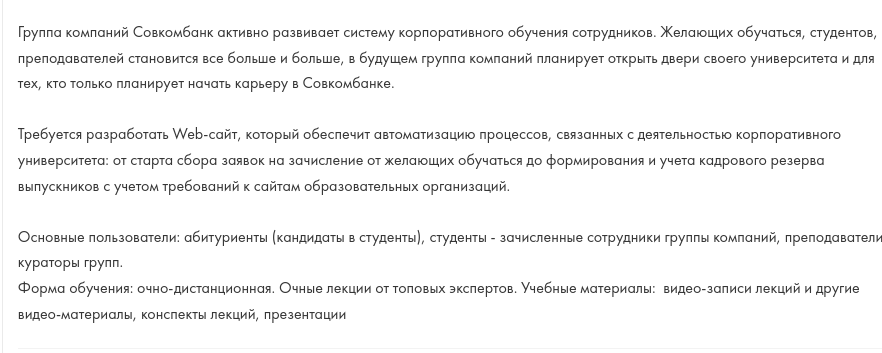 Группа компаний Совкомбанк активно развивает систему корпоративного обучения сотрудников. Желающих обучаться, студентов,
преподавателей становится все больше и больше, в будущем группа компаний планирует открыть двери своего университета и для
тех, кто только планирует начать карьеру в Совкомбанке.
Требуется разработать Web-сайт, который обеспечит автоматизацию процессов, связанных с деятельностью корпоративного
университета: от старта сбора заявок на зачисление от желающих обучаться до формирования и учета кадрового резерва
выпускников с учетом требований к сайтам образовательных организаций.
Основные пользователи: абитуриенты (кандидаты в студенты), студенты - зачисленные сотрудники группы компаний, преподаватели
кураторы групп.
Форма обучения: очно-дистанционная. Очные лекции от топовых экспертов. Учебные материалы:  видео-записи лекций и другие
видео-материалы, конспекты лекций, презентации